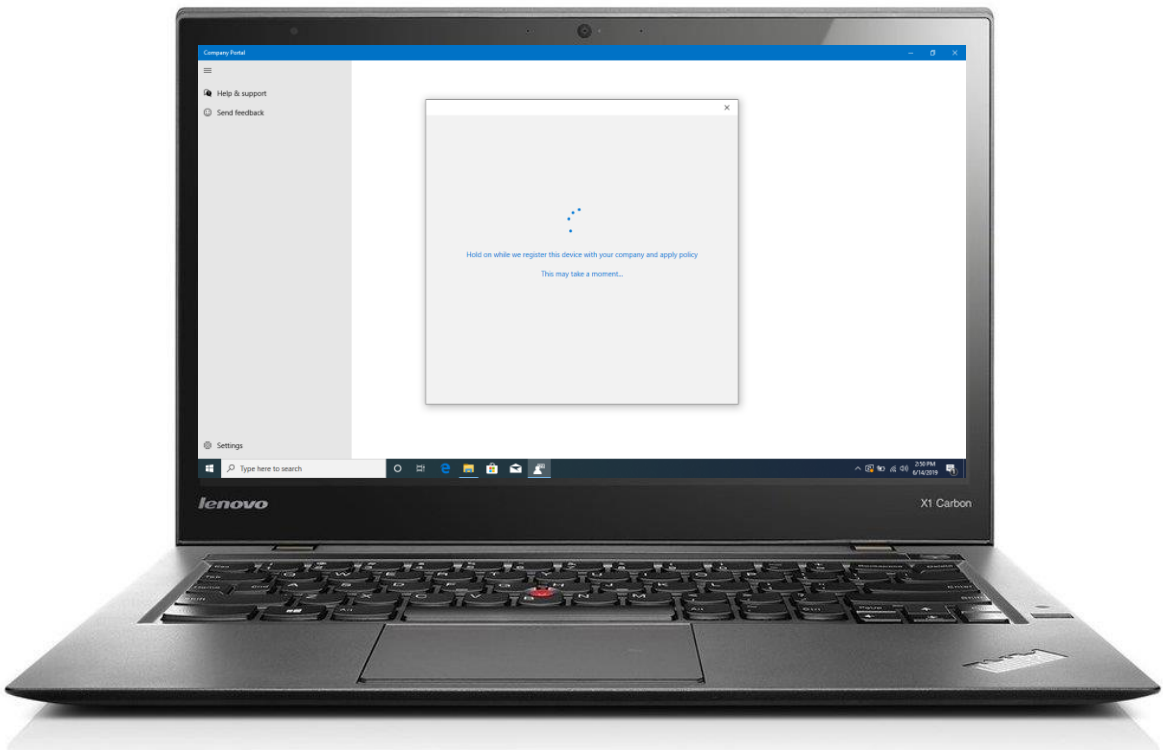 Company Portal
Help & support
Send feedback
Hold on while we register this device with your company and apply policy
This may take a moment...
Settings
Type here to search
2:50 PM
6/14/2019
lenovo
X1 Carbon